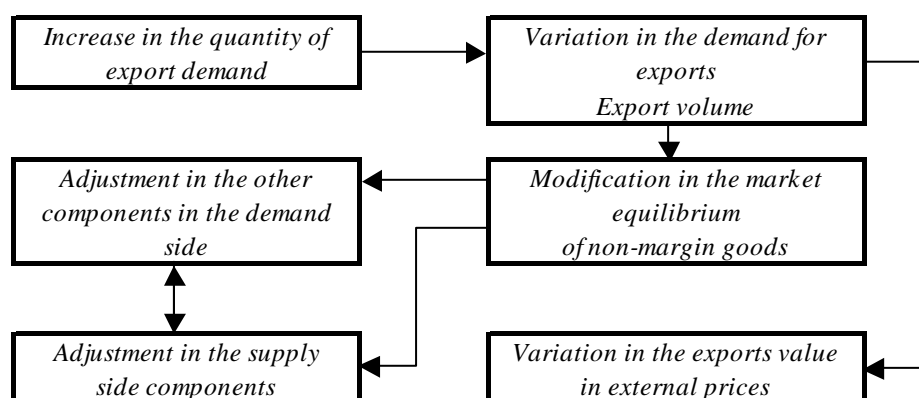 Increase in the quantity of
export demand
Variation in the demand for
exports
Export volume
Adjustment in the other
components in the demand
side
Modification in the market
equilibrium
of non-margin goods
Adjustment in the supply
side components
Variation in the exports value
in external prices